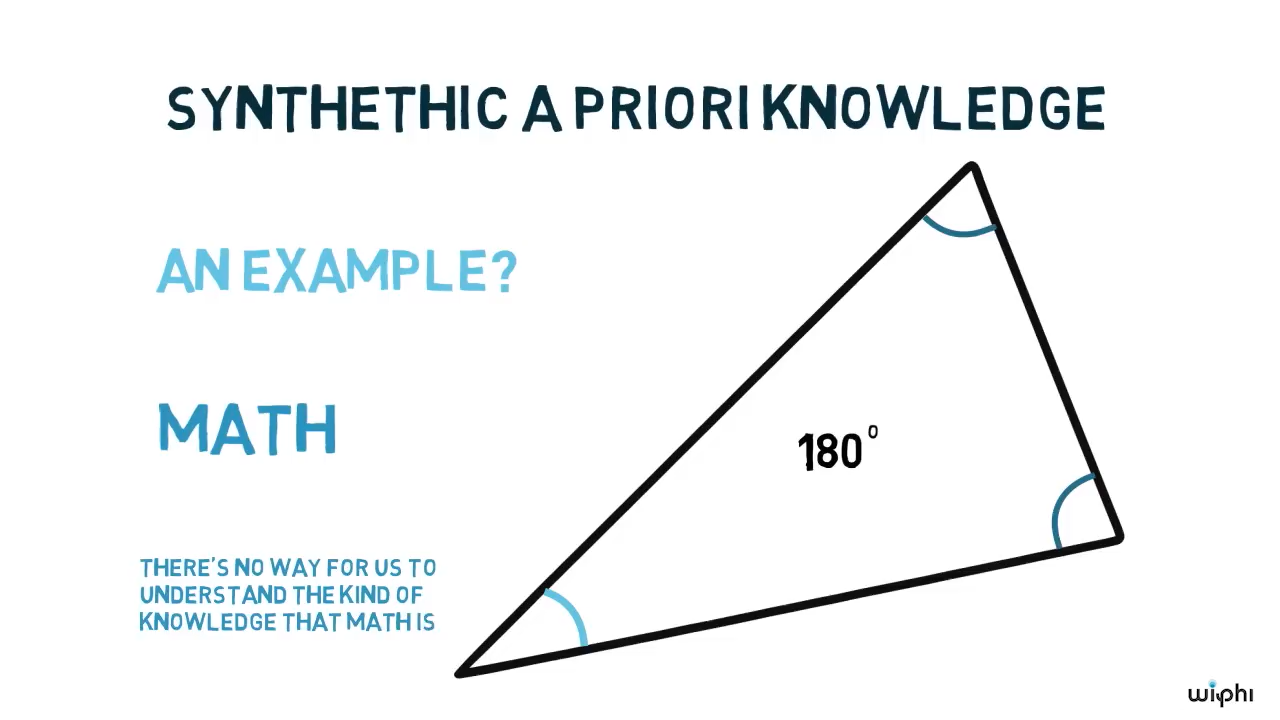 SYNTHETHIC A PRIORI KNOWLEDGE
AN EXAMPLE?
MATH
180°
THERE'S NO WAY FOR US TO
UNDERSTAND THE KIND OF
KNOWLEDGE THAT MATH IS
wiphi